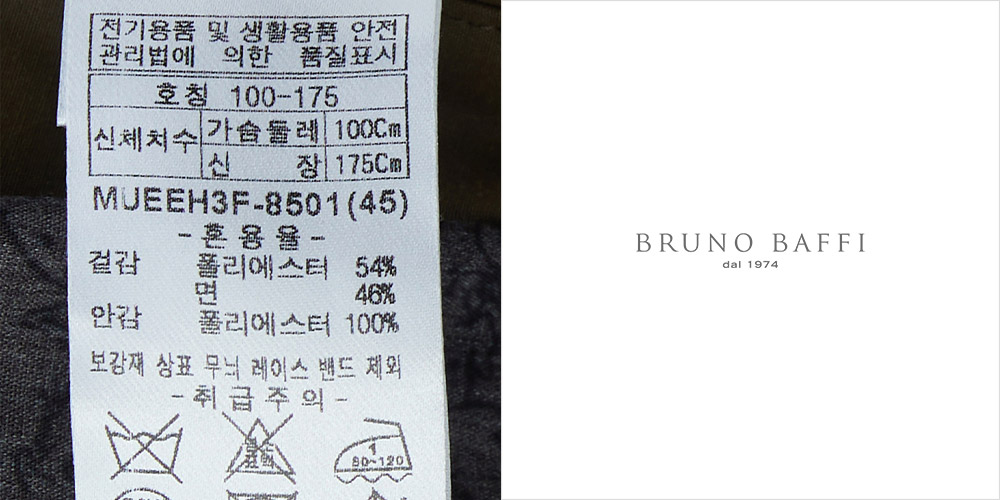 전기용품 및 생활용품 안전
관리법에 의한 품질표시
호칭 100-175
신체처수 가슴둘레 100Cm
신 장 175Cm
MUEEH3F-8501(45)
-혼용율-
겉감 폴리에스터 54%
면 46%
안감 폴리에스터 100%
보강재 상표 무늬 레이스 밴드 제외
-취급주의-
1
80~120
BRUNO BAFFI
dal 1974